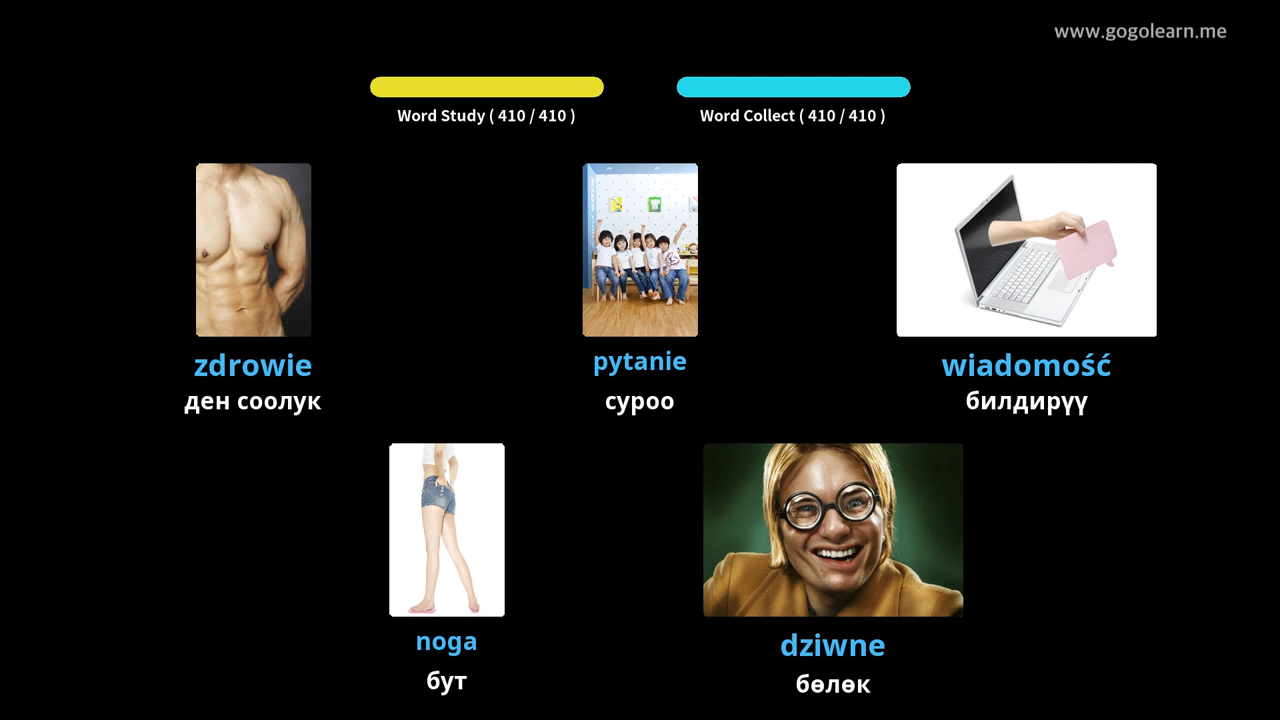 www.gogolearn.me
Word Study ( 410 / 410 )
Word Collect ( 410 / 410 )
zdrowie
ден соолук
pytanie
суроо
wiadomość
билдирүү
noga
бут
dziwne
бөлөк